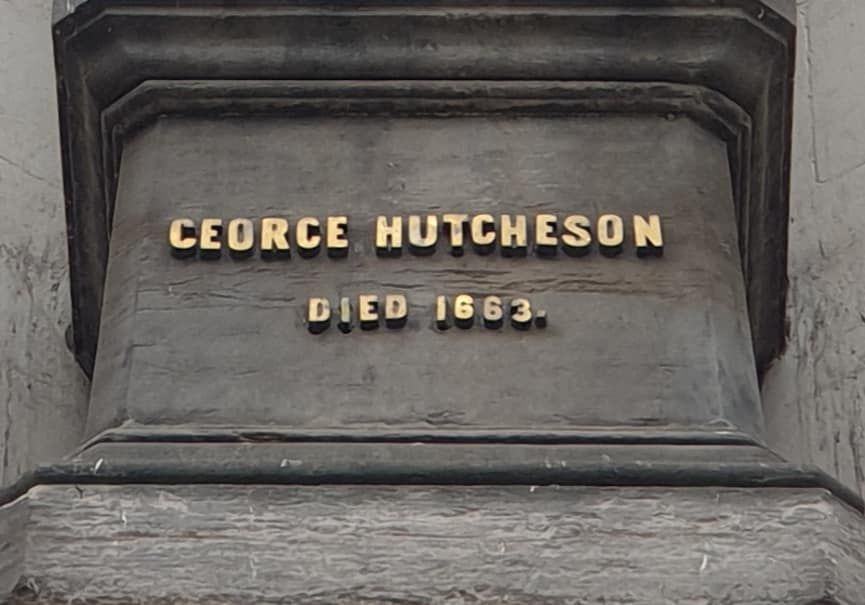 GEORGE HUTCHESON
DIED 1663.